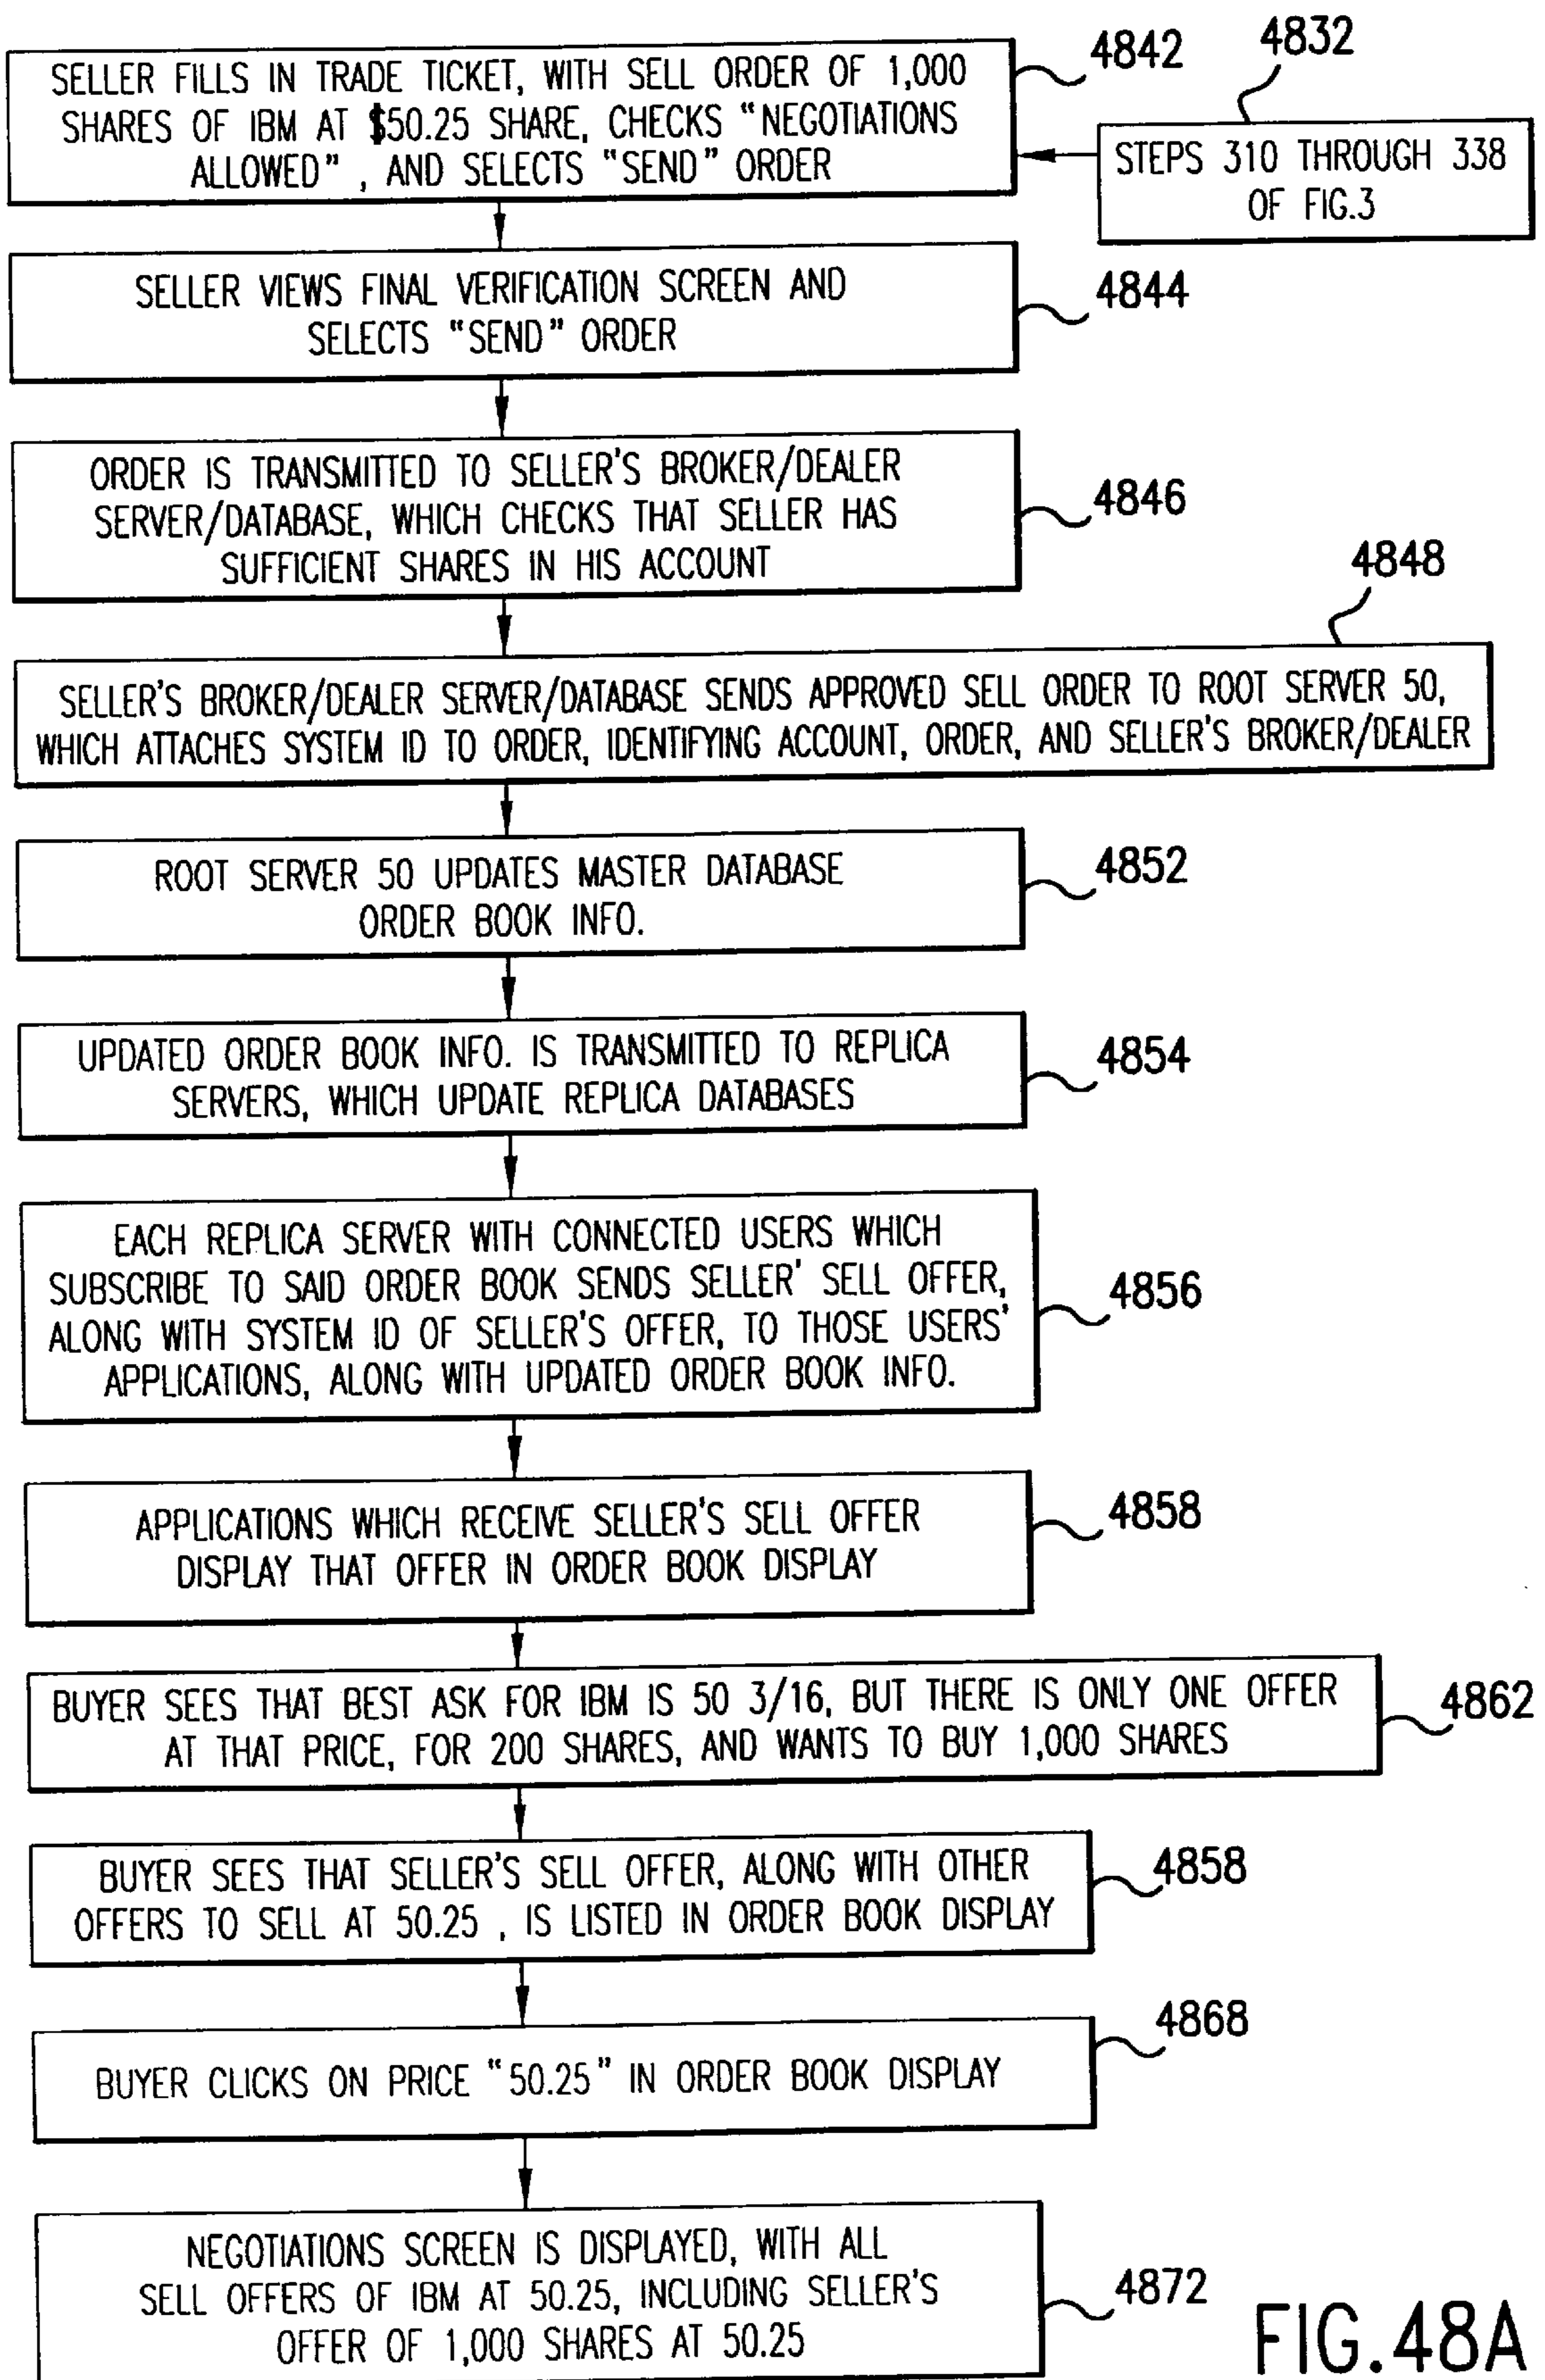 SELLER FILLS IN TRADE TICKET, WITH SELL ORDER OF 1,000
SHARES OF IBM AT $50.25 SHARE, CHECKS "NEGOTIATIONS
ALLOWED" , AND SELECTS "SEND" ORDER
4842
4832
STEPS 310 THROUGH 338
OF FIG.3
SELLER VIEWS FINAL VERIFICATION SCREEN AND
SELECTS "SEND" ORDER
4844
ORDER IS TRANSMITTED TO SELLER'S BROKER/DEALER
SERVER/DATABASE, WHICH CHECKS THAT SELLER HAS
SUFFICIENT SHARES IN HIS ACCOUNT
4846
4848
SELLER'S BROKER/DEALER SERVER/DATABASE SENDS APPROVED SELL ORDER TO ROOT SERVER 50,
WHICH ATTACHES SYSTEM ID TO ORDER, IDENTIFYING ACCOUNT, ORDER, AND SELLER'S BROKER/DEALER
ROOT SERVER 50 UPDATES MASTER DATABASE
ORDER BOOK INFO.
4852
UPDATED ORDER BOOK INFO. IS TRANSMITTED TO REPLICA
SERVERS, WHICH UPDATE REPLICA DATABASES
4854
EACH REPLICA SERVER WITH CONNECTED USERS WHICH
SUBSCRIBE TO SAID ORDER BOOK SENDS SELLER' SELL OFFER,
ALONG WITH SYSTEM ID OF SELLER'S OFFER, TO THOSE USERS'
APPLICATIONS, ALONG WITH UPDATED ORDER BOOK INFO.
4856
APPLICATIONS WHICH RECEIVE SELLER'S SELL OFFER
DISPLAY THAT OFFER IN ORDER BOOK DISPLAY
4858
BUYER SEES THAT BEST ASK FOR IBM IS 50 3/16, BUT THERE IS ONLY ONE OFFER
AT THAT PRICE, FOR 200 SHARES, AND WANTS TO BUY 1,000 SHARES
4862
BUYER SEES THAT SELLER'S SELL OFFER, ALONG WITH OTHER
OFFERS TO SELL AT 50.25 , IS LISTED IN ORDER BOOK DISPLAY
4858
BUYER CLICKS ON PRICE "50.25" IN ORDER BOOK DISPLAY
4868
NEGOTIATIONS SCREEN IS DISPLAYED, WITH ALL
SELL OFFERS OF IBM AT 50.25, INCLUDING SELLER'S
OFFER OF 1,000 SHARES AT 50.25
4872
FIG.48A